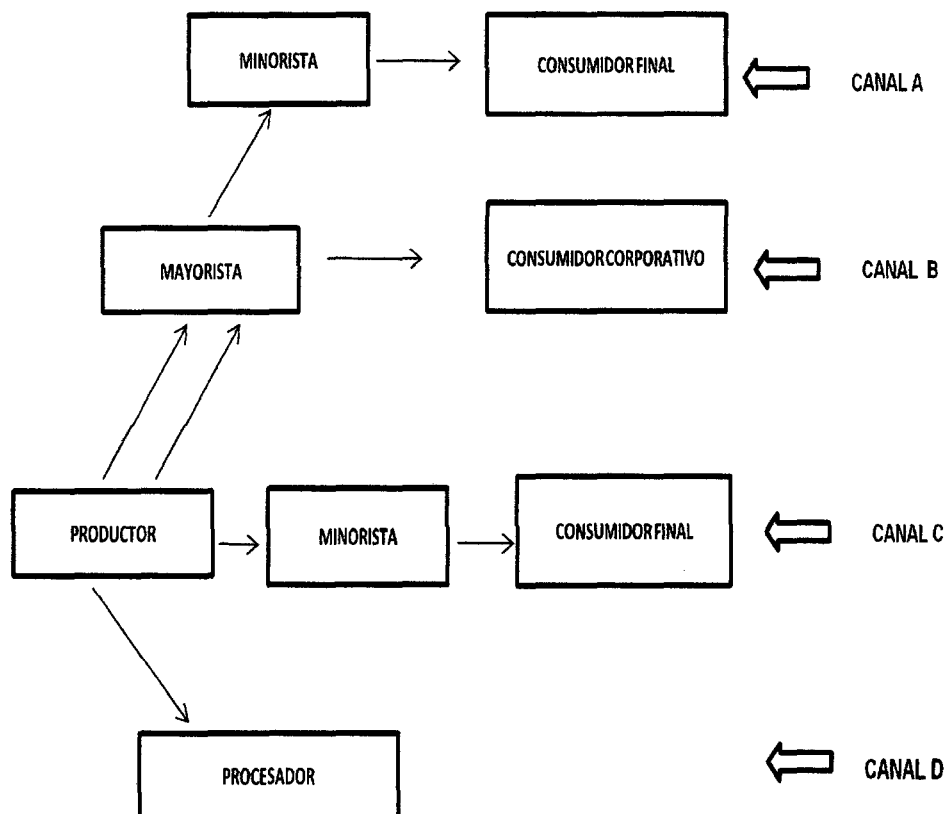 MINORISTA
CONSUMIDOR FINAL
CANAL A
MAYORISTA
CONSUMIDOR CORPORATIVO
CANAL B
PRODUCTOR
MINORISTA
CONSUMIDOR FINAL
CANAL C
PROCESADOR
CANAL D